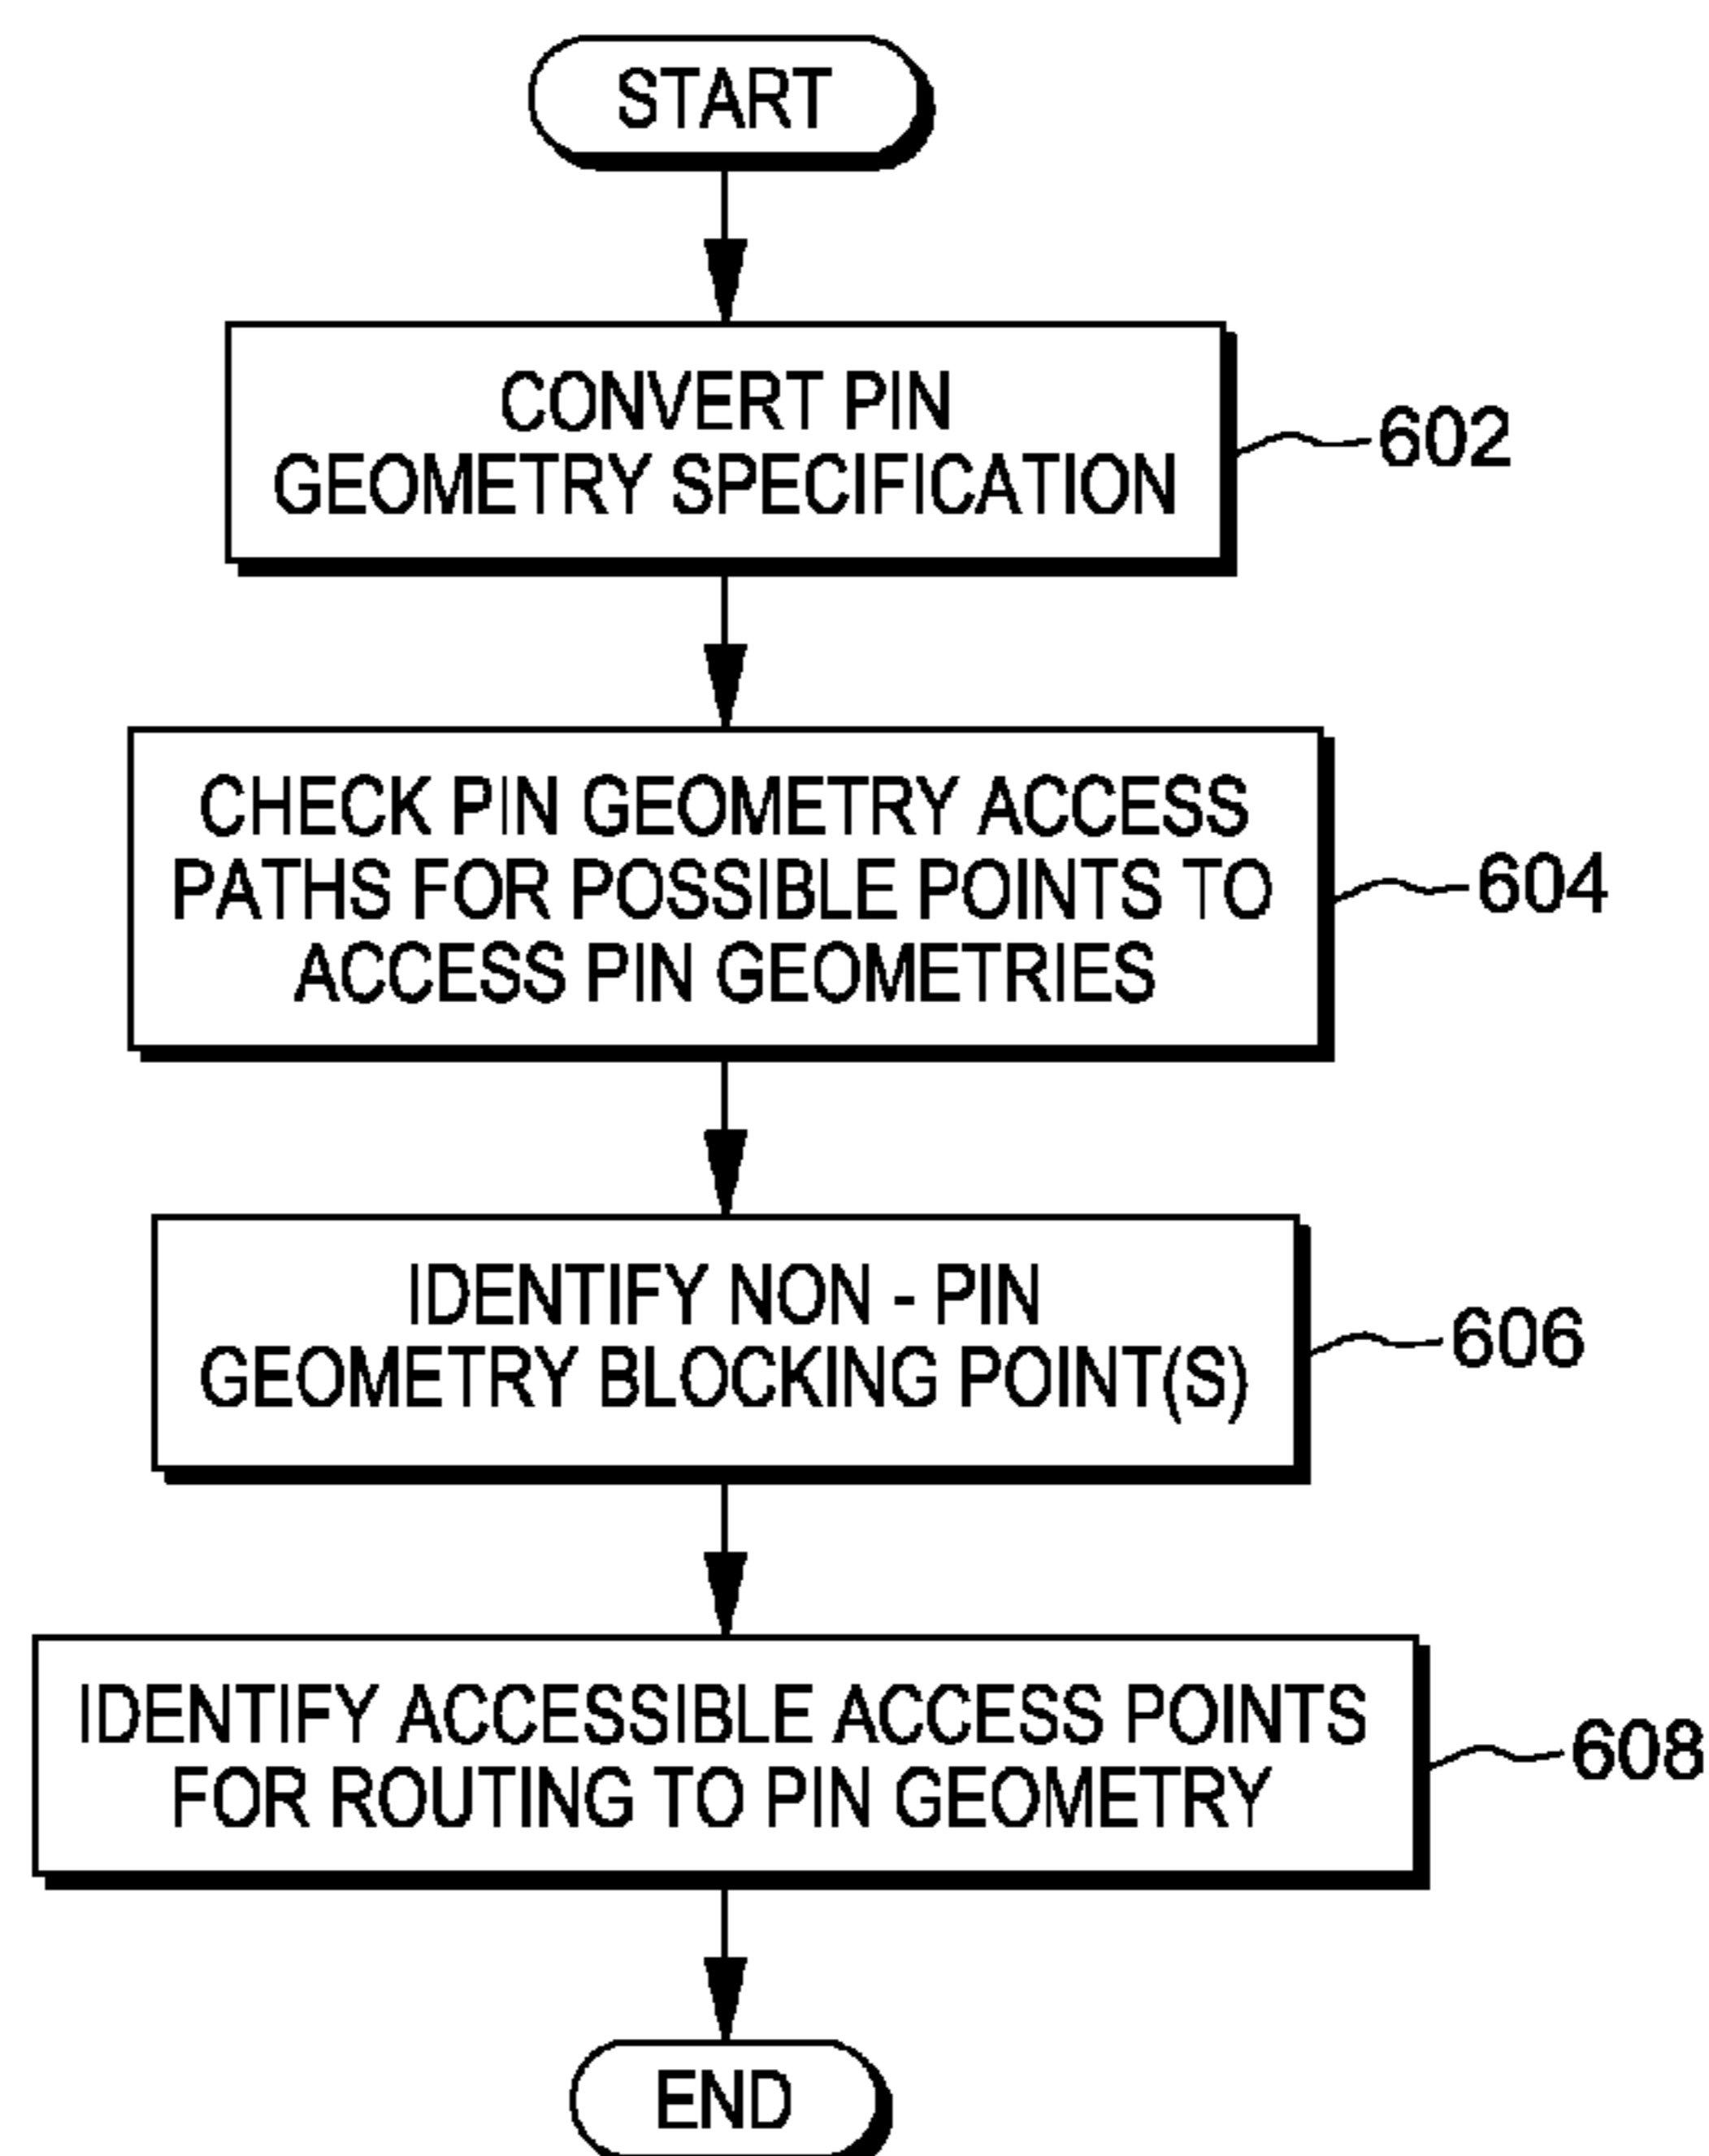 START
CONVERT PIN
GEOMETRY SPECIFICATION
602
CHECK PIN GEOMETRY ACCESS
PATHS FOR POSSIBLE POINTS TO
ACCESS PIN GEOMETRIES
604
IDENTIFY NON - PIN
GEOMETRY BLOCKING POINT(S)
606
IDENTIFY ACCESSIBLE ACCESS POINTS
FOR ROUTING TO PIN GEOMETRY
608
END